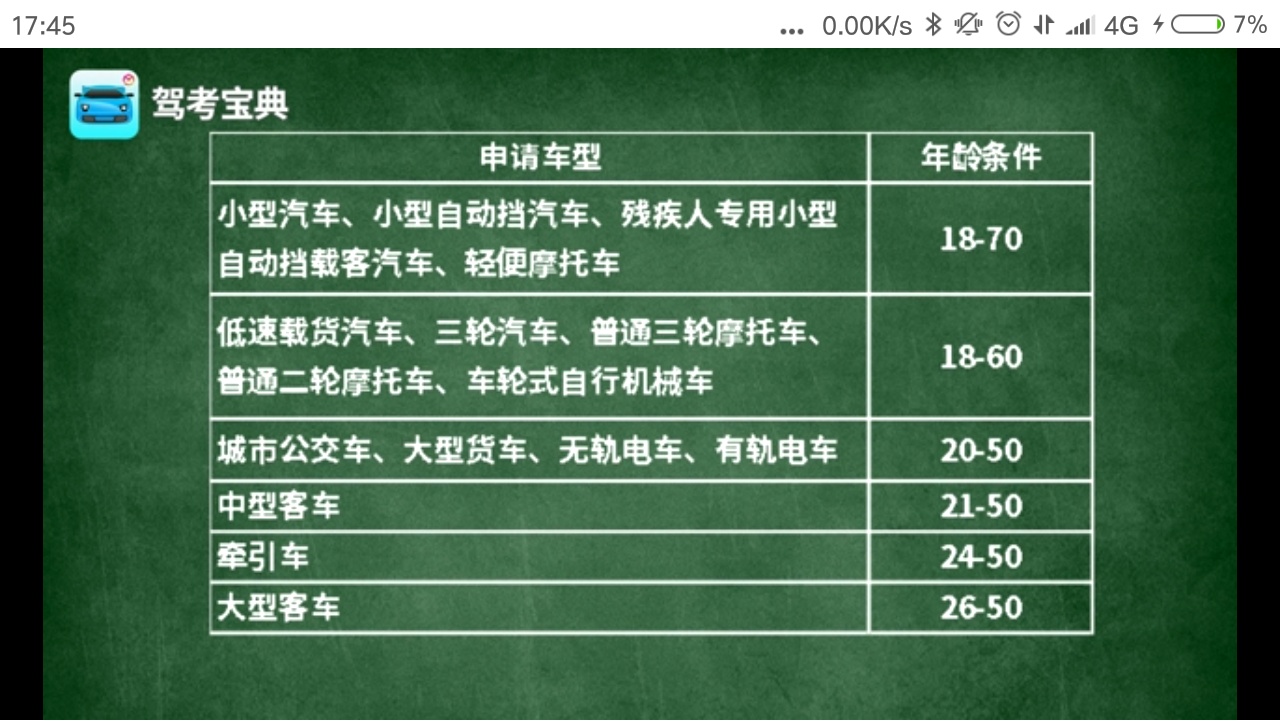 17:45 ... 0.00K/s 4G 7%
驾考宝典
申请车型 年龄条件
小型汽车、小型自动挡汽车、残疾人专用小型
自动挡载客汽车、轻便摩托车
18-70
低速载货汽车、三轮汽车、普通三轮摩托车、
普通二轮摩托车、车轮式自行机械车
18-60
城市公交车、大型货车、无轨电车、有轨电车 20-50
中型客车 21-50
牵引车 24-50
大型客车 26-50